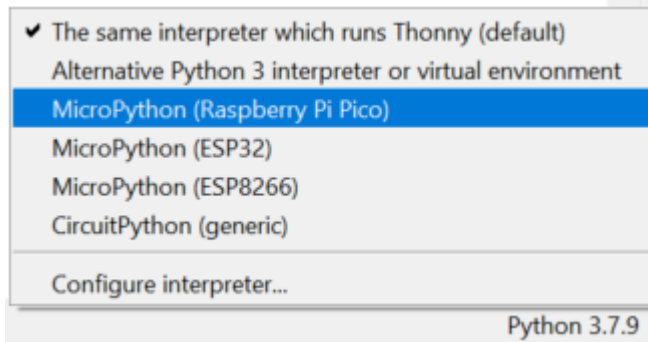 ✔ The same interpreter which runs Thonny (default)
Alternative Python 3 interpreter or virtual environment
MicroPython (Raspberry Pi Pico)
MicroPython (ESP32)
MicroPython (ESP8266)
CircuitPython (generic)
Configure interpreter...
Python 3.7.9